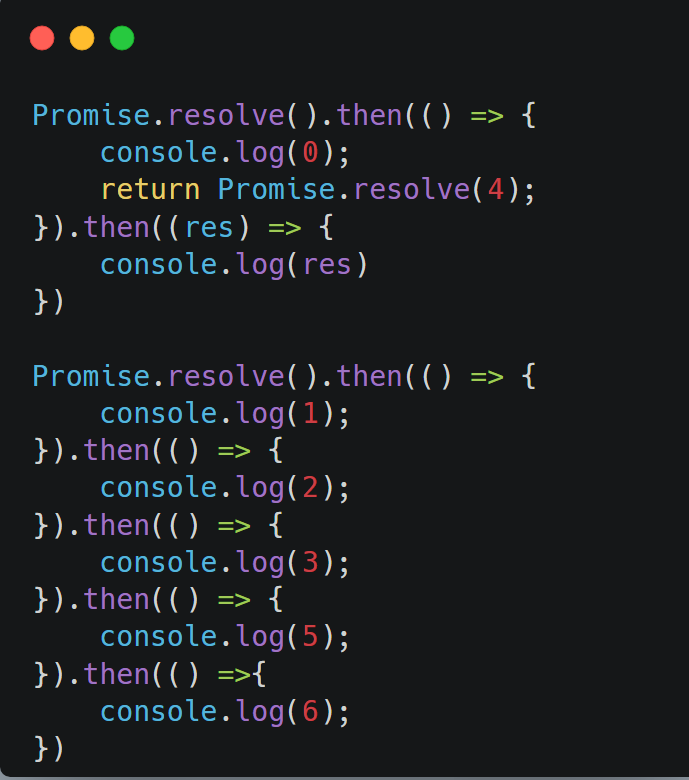 Promise.resolve().then(() => {
    console.log(0);
    return Promise.resolve(4);
}).then((res) => {
    console.log(res)
})

Promise.resolve().then(() => {
    console.log(1);
}).then(() => {
    console.log(2);
}).then(() => {
    console.log(3);
}).then(() => {
    console.log(5);
}).then(() =>{
    console.log(6);
})